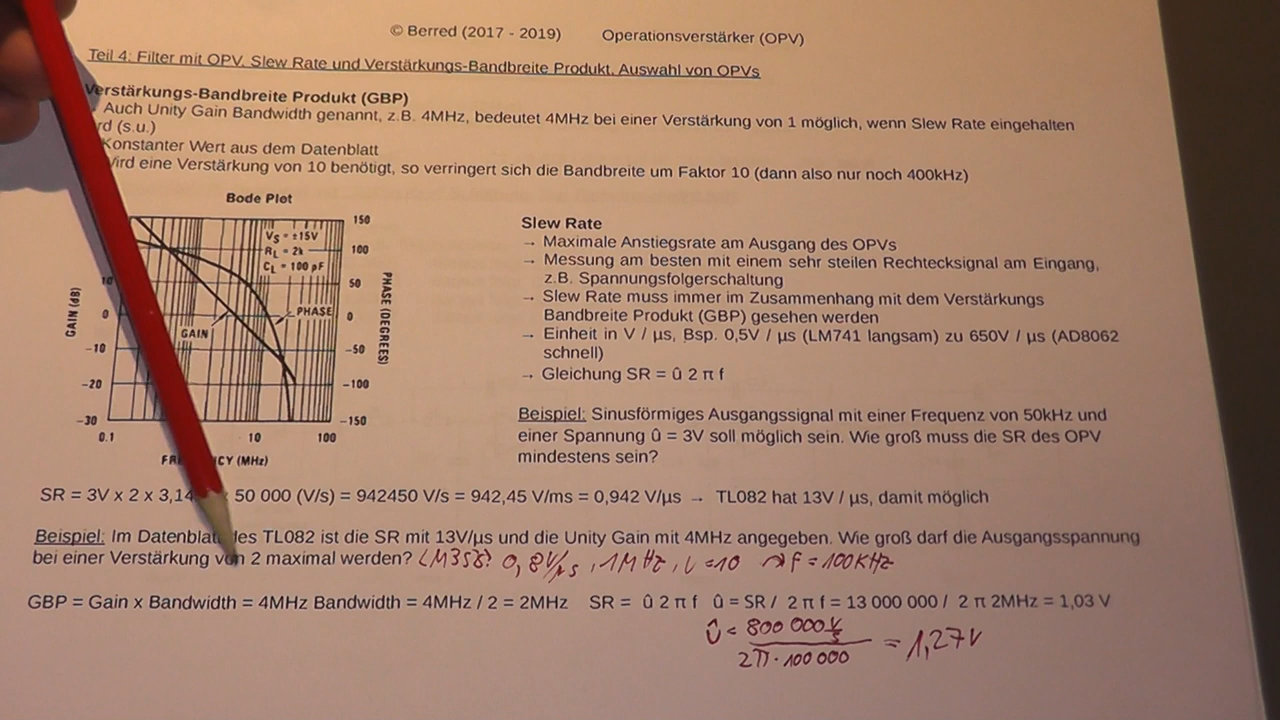 © Berred (2017 - 2019) Operationsverstärker (OPV)
Teil 4: Filter mit OPV, Slew Rate und Verstärkungs-Bandbreite Produkt, Auswahl von OPVs
Verstärkungs-Bandbreite Produkt (GBP)
Auch Unity Gain Bandwidth genannt, z.B. 4MHz, bedeutet 4MHz bei einer Verstärkung von 1 möglich, wenn Slew Rate eingehalten
rd (s.u.)
Konstanter Wert aus dem Datenblatt
Wird eine Verstärkung von 10 benötigt, so verringert sich die Bandbreite um Faktor 10 (dann also nur noch 400kHz)
Bode Plot
VS = ±15V
RL = 2k
CL = 100 pF
GAIN
PHASE
GAIN (dB)
10
0
-10
-20
-30
150
100
50
0
-50
-100
-150
PHASE (DEGREES)
0.1 10 100
FR CY (MHz)
Slew Rate
→ Maximale Anstiegsrate am Ausgang des OPVs
→ Messung am besten mit einem sehr steilen Rechtecksignal am Eingang,
z.B. Spannungsfolgerschaltung
→ Slew Rate muss immer im Zusammenhang mit dem Verstärkungs
Bandbreite Produkt (GBP) gesehen werden
→ Einheit in V / µs, Bsp. 0,5V / µs (LM741 langsam) zu 650V / µs (AD8062
schnell)
→ Gleichung SR = û 2 π f
Beispiel: Sinusförmiges Ausgangssignal mit einer Frequenz von 50kHz und
einer Spannung û = 3V soll möglich sein. Wie groß muss die SR des OPV
mindestens sein?
SR = 3V x 2 x 3,14 50 000 (V/s) = 942450 V/s = 942,45 V/ms = 0,942 V/µs → TL082 hat 13V / µs, damit möglich
Beispiel: Im Datenblatt des TL082 ist die SR mit 13V/µs und die Unity Gain mit 4MHz angegeben. Wie groß darf die Ausgangsspannung
bei einer Verstärkung von 2 maximal werden? LM358: 0,8V/µs, 1MHz, V=10 → f = 100KHz
GBP = Gain x Bandwidth = 4MHz Bandwidth = 4MHz / 2 = 2MHz SR = û 2 π f û = SR / 2 π f = 13 000 000 / 2 π 2MHz = 1,03 V
Û = 800 000 V/s / 2π · 100 000 = 1,27V